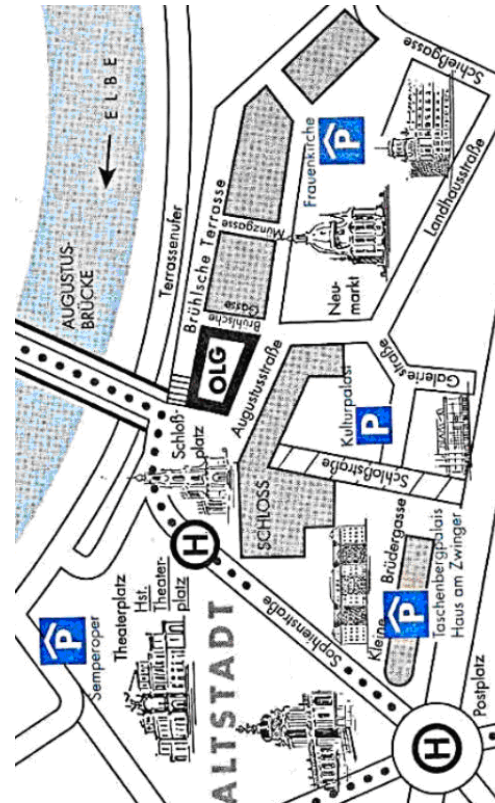 ELBE
AUGUSTUS-
BRÜCKE
Semperoper
P
Theaterplatz
Hst.
Theater-
platz
H
ALTSTADT
Sophienstraße
Schloß-
platz
Terrassenufer
Brühlsche Terrasse
OLG
Brühlsche
Gasse
Münzgasse
Augustusstraße
SCHLOSS
Frauenkirche
P
Neu-
markt
Schießgasse
Landhausstraße
Galeriestraße
Kulturpalast
P
Schloßstraße
Kleine Brüdergasse
P
Taschenbergpalais
Haus am Zwinger
Postplatz
H